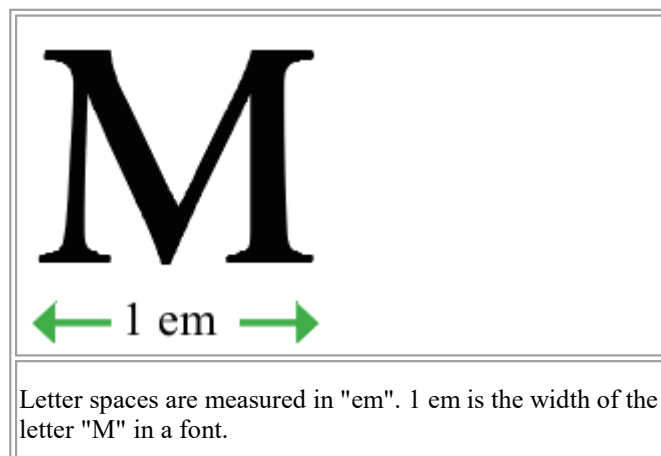 M
1 em
Letter spaces are measured in "em". 1 em is the width of the
letter "M" in a font.